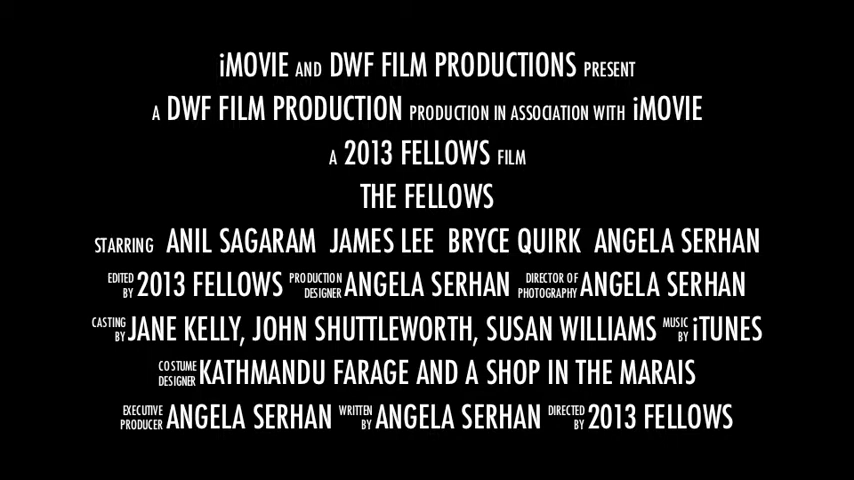 iMOVIE AND DWF FILM PRODUCTIONS PRESENT
A DWF FILM PRODUCTION PRODUCTION IN ASSOCIATION WITH iMOVIE
A 2013 FELLOWS FILM
THE FELLOWS
STARRING ANIL SAGARAM JAMES LEE BRYCE QUIRK ANGELA SERHAN
EDITED BY 2013 FELLOWS PRODUCTION DESIGNER ANGELA SERHAN DIRECTOR OF PHOTOGRAPHY ANGELA SERHAN
CASTING BY JANE KELLY, JOHN SHUTTLEWORTH, SUSAN WILLIAMS MUSIC BY iTUNES
COSTUME DESIGNER KATHMANDU FARAGE AND A SHOP IN THE MARAIS
EXECUTIVE PRODUCER ANGELA SERHAN WRITTEN BY ANGELA SERHAN DIRECTED BY 2013 FELLOWS